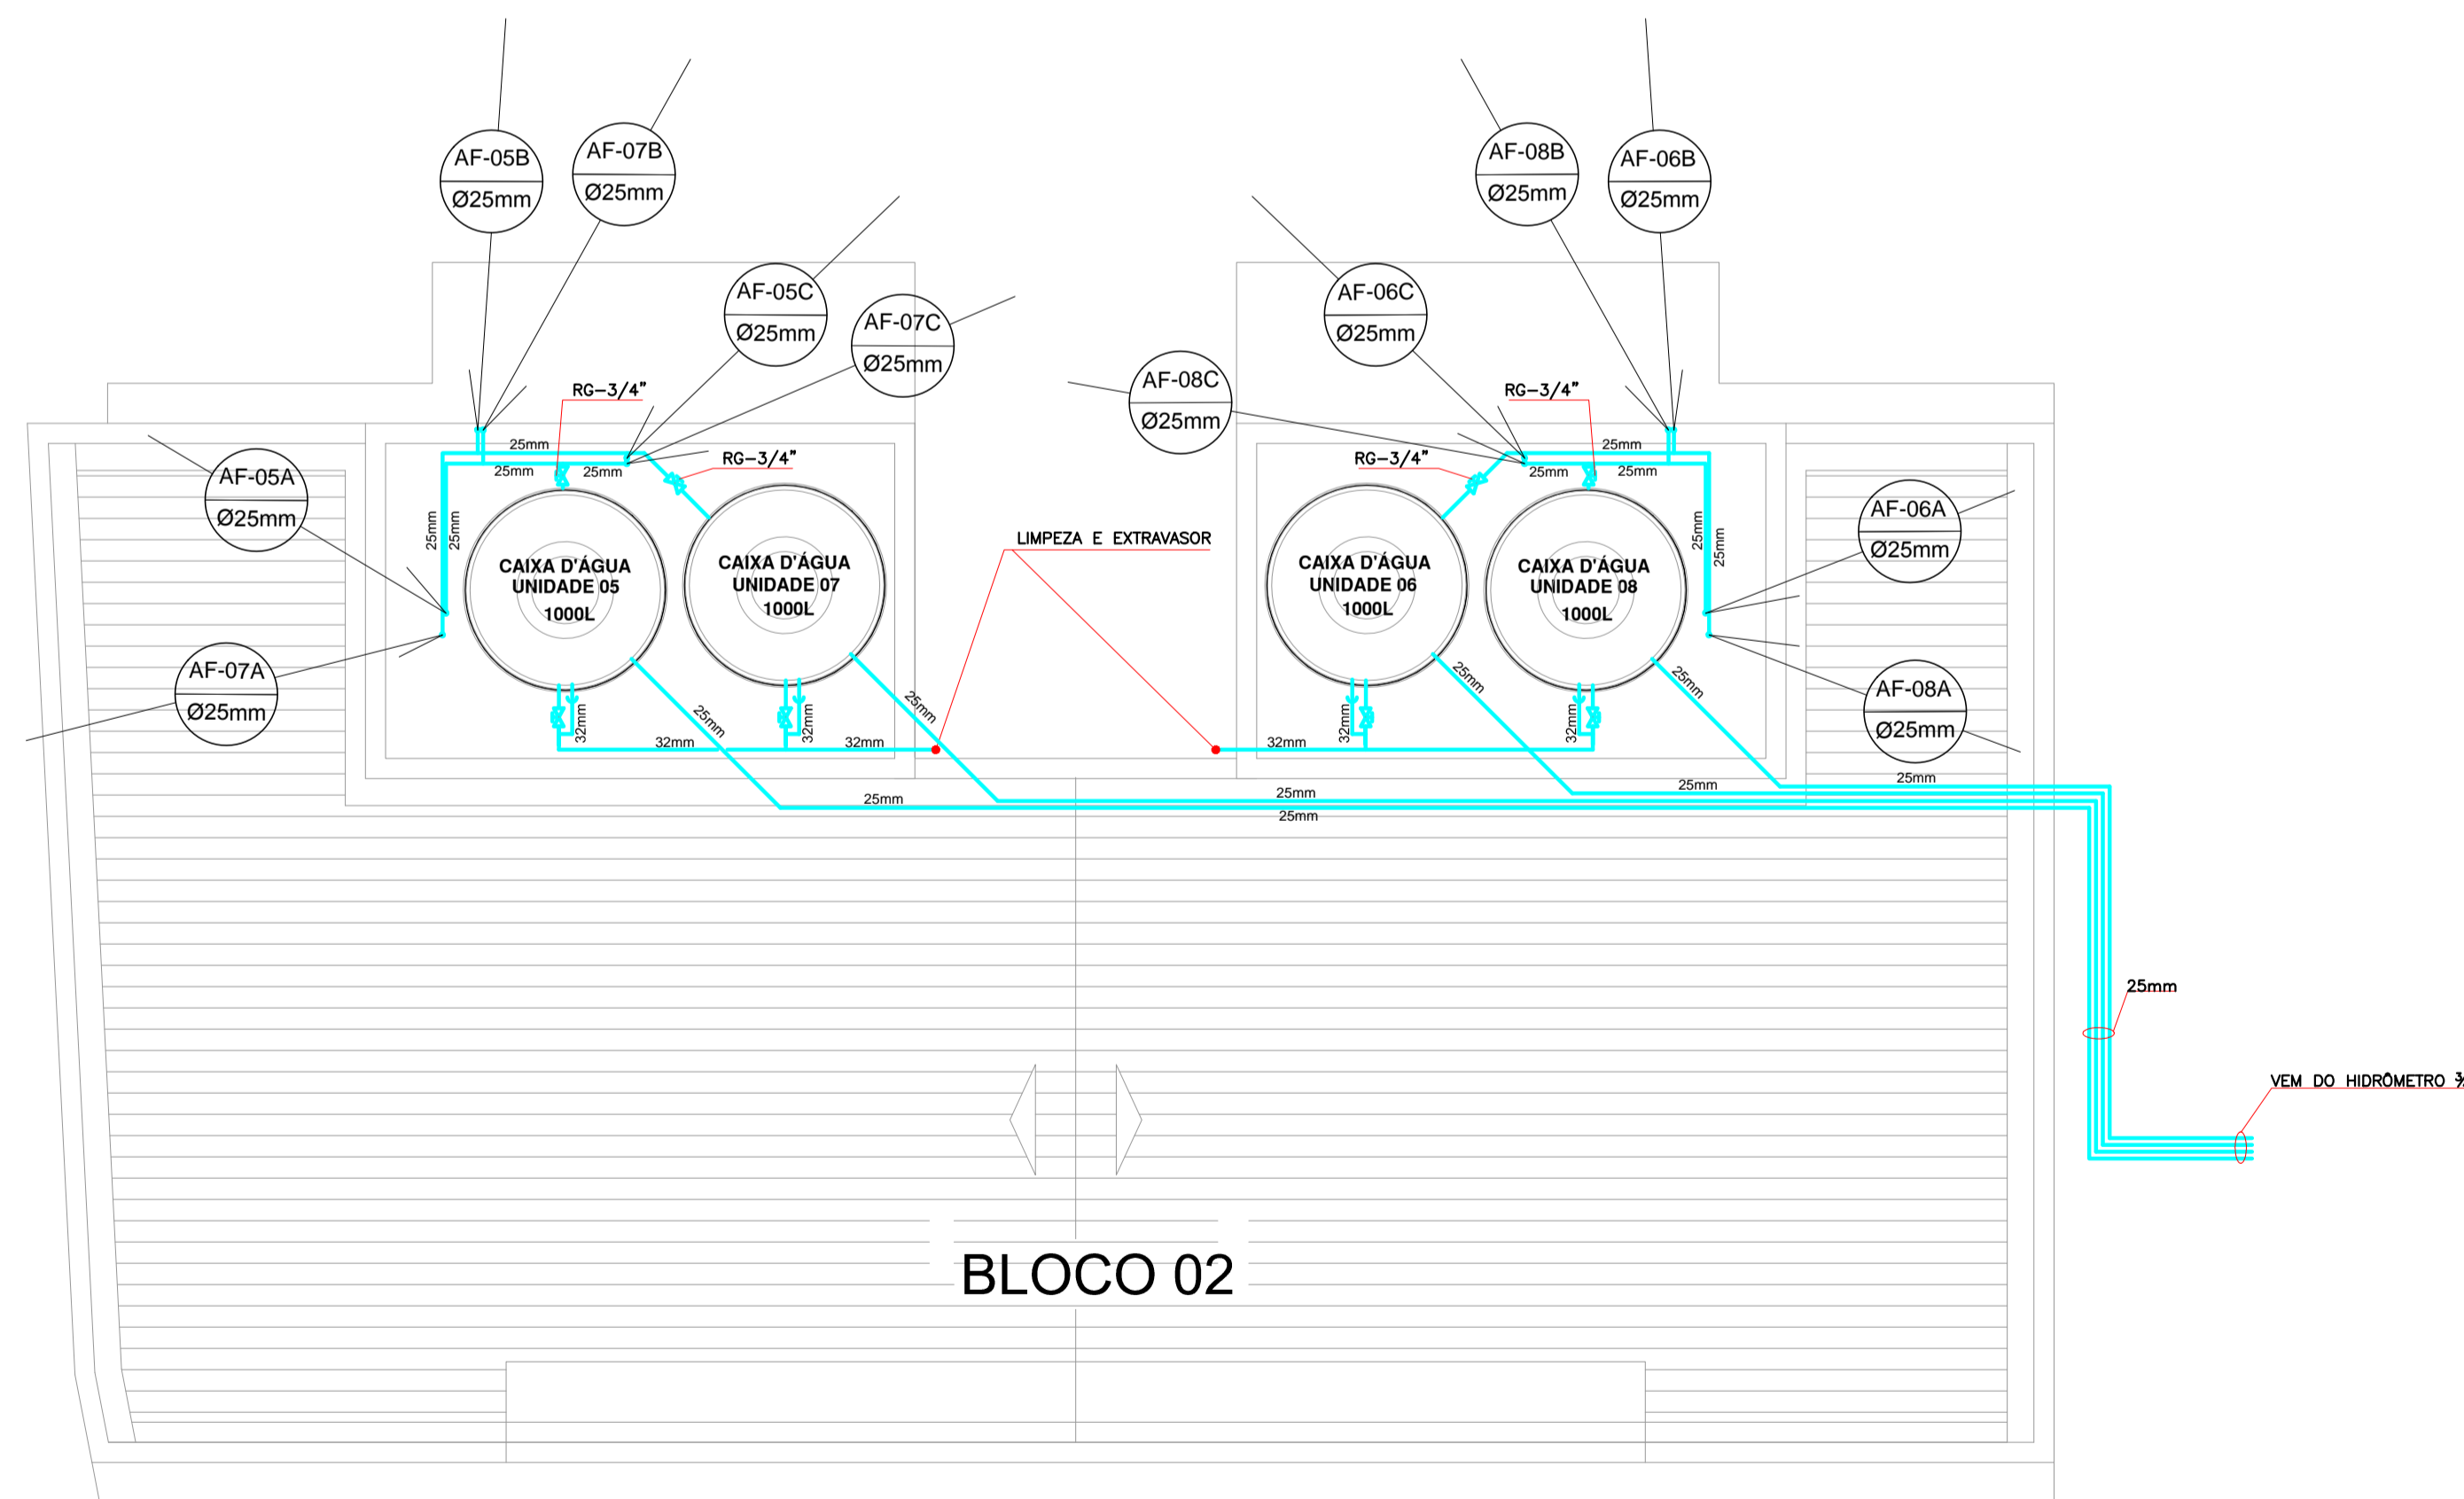 AF-05B
Ø25mm
AF-07B
Ø25mm
AF-08B
Ø25mm
AF-06B
Ø25mm
AF-05C
Ø25mm
AF-07C
Ø25mm
AF-06C
Ø25mm
AF-08C
Ø25mm
RG-3/4"
RG-3/4"
RG-3/4"
RG-3/4"
25mm
25mm
25mm
25mm
25mm
25mm
AF-05A
Ø25mm
AF-06A
Ø25mm
25mm
25mm
25mm
25mm
LIMPEZA E EXTRAVASOR
CAIXA D'ÁGUA
UNIDADE 05
1000L
CAIXA D'ÁGUA
UNIDADE 07
1000L
CAIXA D'ÁGUA
UNIDADE 06
1000L
CAIXA D'ÁGUA
UNIDADE 08
1000L
AF-07A
Ø25mm
AF-08A
Ø25mm
25mm
25mm
25mm
25mm
32mm
32mm
32mm
32mm
32mm
32mm
32mm
25mm
25mm
25mm
25mm
25mm
25mm
VEM DO HIDRÔMETRO
BLOCO 02